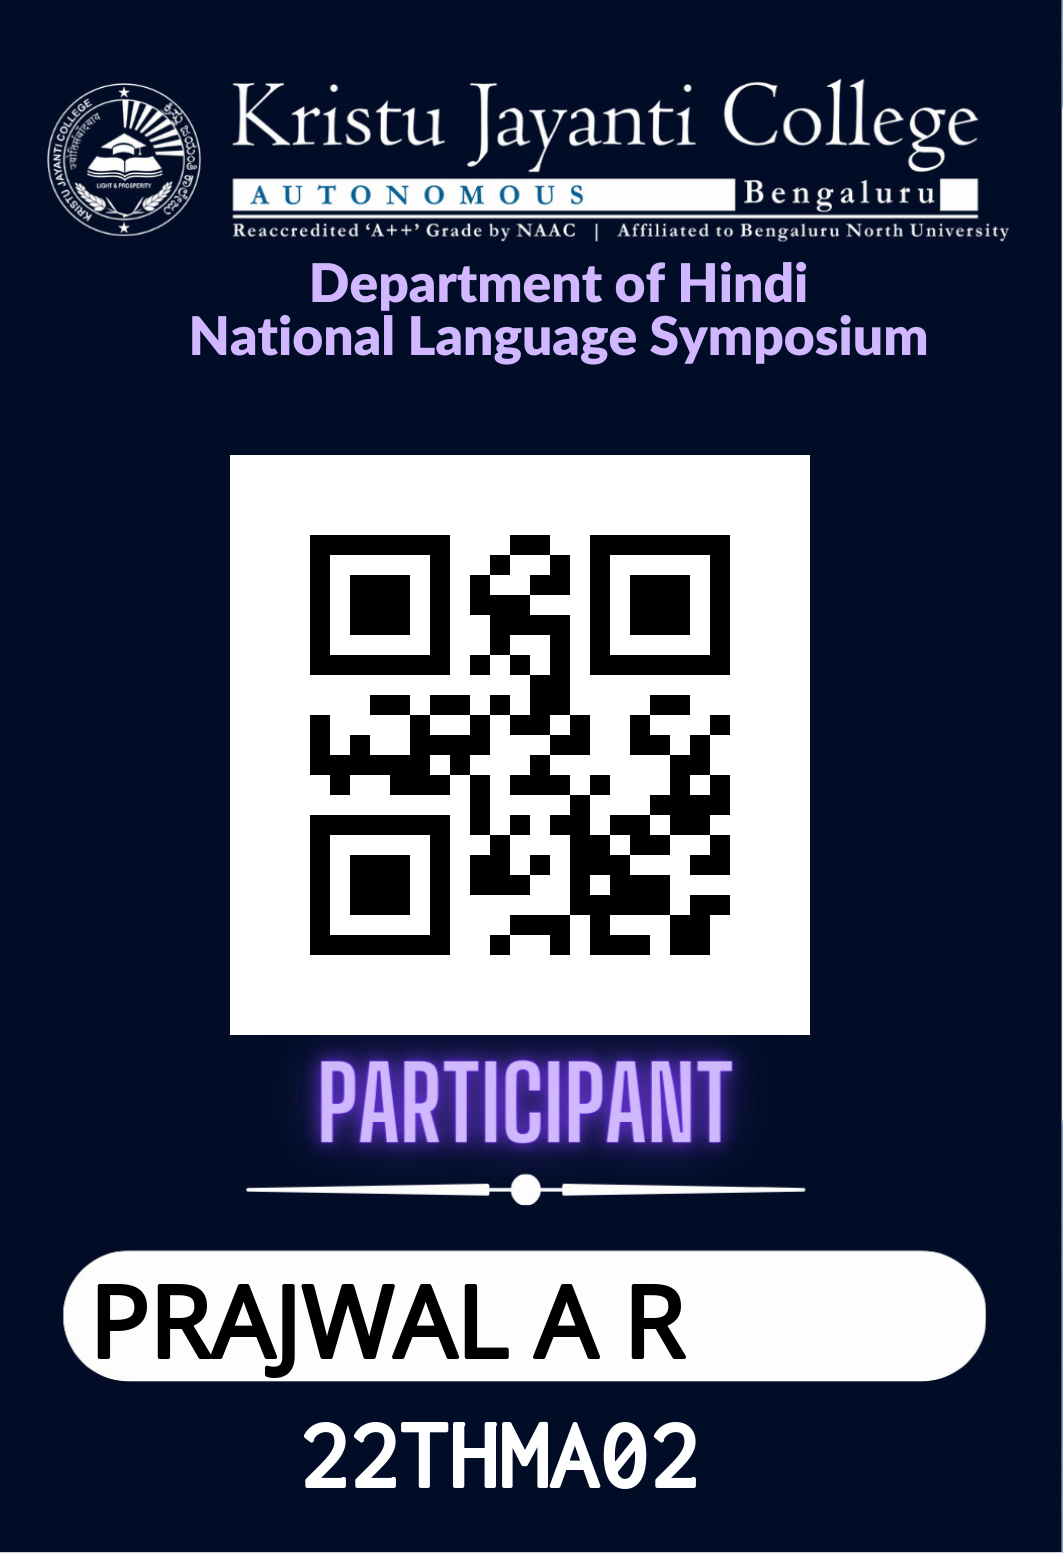 Kristu Jayanti College
AUTONOMOUS Bengaluru
Reaccredited ‘A++’ Grade by NAAC | Affiliated to Bengaluru North University
KRISTU JAYANTI COLLEGE
LIGHT & PROSPERITY
Department of Hindi
National Language Symposium
PARTICIPANT
PRAJWAL A R
22THMA02